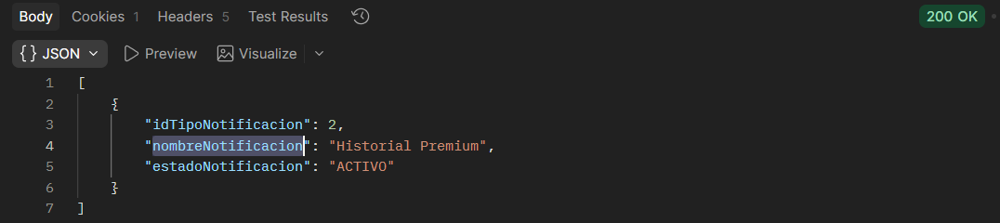 Body Cookies 1 Headers 5 Test Results 200 OK
{} JSON Preview Visualize
1 [
2 {
3 "idTipoNotificacion": 2,
4 "nombreNotificacion": "Historial Premium",
5 "estadoNotificacion": "ACTIVO"
6 }
7 ]